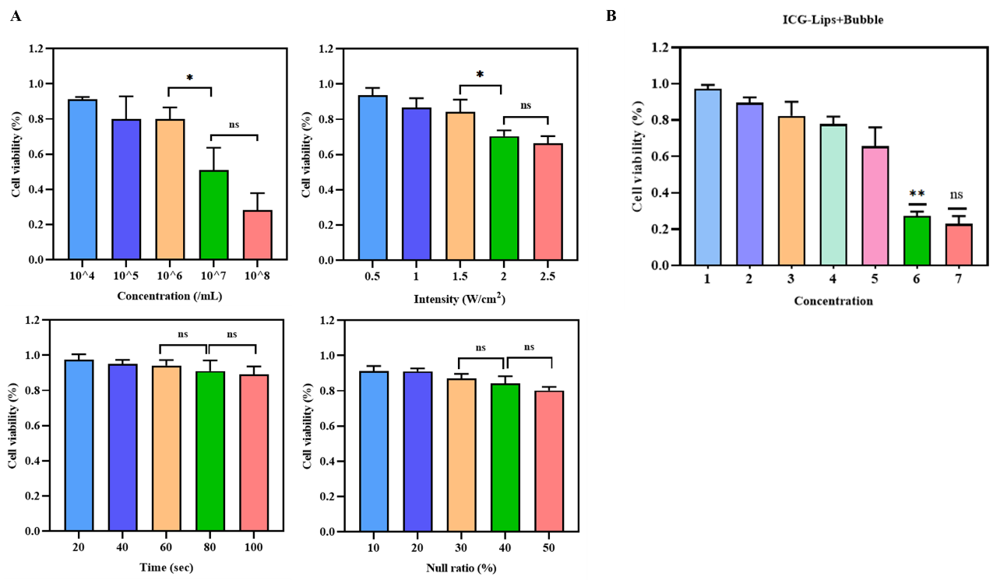 A
Cell viability (%)
1.2
1.0
0.8
0.6
0.4
0.2
0.0
*
ns
10^4 10^5 10^6 10^7 10^8
Concentration (/mL)
Cell viability (%)
1.2
1.0
0.8
0.6
0.4
0.2
0.0
*
ns
0.5 1 1.5 2 2.5
Intensity (W/cm²)
B
ICG-Lips+Bubble
Cell viability (%)
1.2
1.0
0.8
0.6
0.4
0.2
0.0
**
ns
1 2 3 4 5 6 7
Concentration
Cell viability (%)
1.2
1.0
0.8
0.6
0.4
0.2
0.0
ns ns
20 40 60 80 100
Time (sec)
Cell viability (%)
1.2
1.0
0.8
0.6
0.4
0.2
0.0
ns ns
10 20 30 40 50
Null ratio (%)